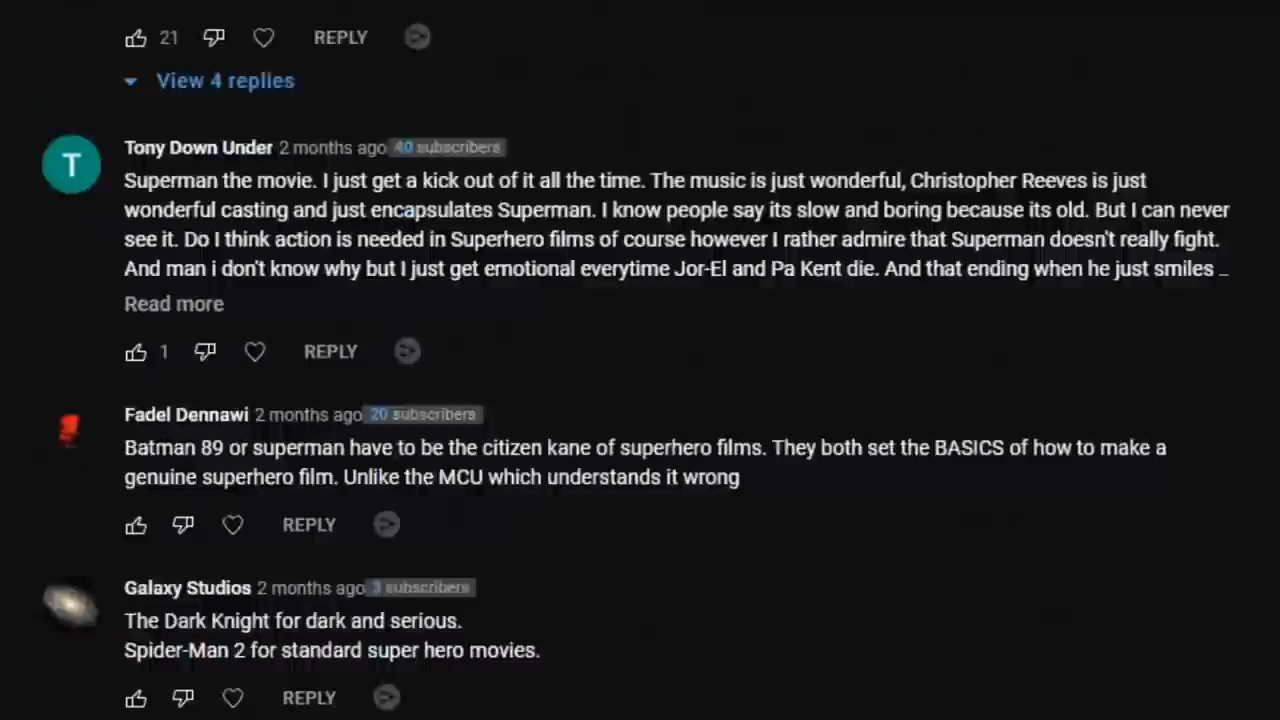 21 REPLY
View 4 replies
T
Tony Down Under 2 months ago 40 subscribers
Superman the movie. I just get a kick out of it all the time. The music is just wonderful, Christopher Reeves is just
wonderful casting and just encapsulates Superman. I know people say its slow and boring because its old. But I can never
see it. Do I think action is needed in Superhero films of course however I rather admire that Superman doesn't really fight.
And man i don't know why but I just get emotional everytime Jor-El and Pa Kent die. And that ending when he just smiles ...
Read more
1 REPLY
Fadel Dennawi 2 months ago 20 subscribers
Batman 89 or superman have to be the citizen kane of superhero films. They both set the BASICS of how to make a
genuine superhero film. Unlike the MCU which understands it wrong
REPLY
Galaxy Studios 2 months ago 3 subscribers
The Dark Knight for dark and serious.
Spider-Man 2 for standard super hero movies.
REPLY